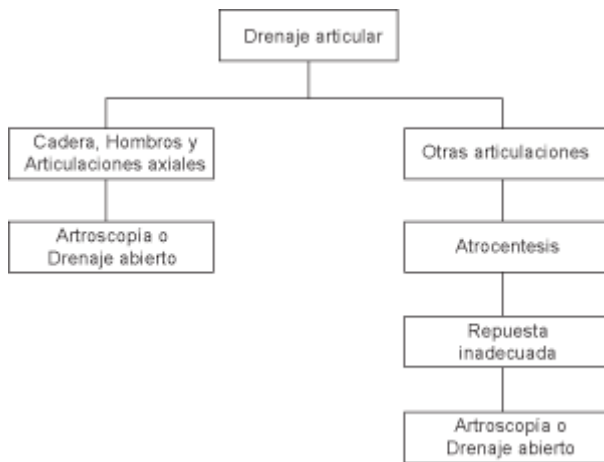 Drenaje articular
Cadera, Hombros y
Articulaciones axiales
Otras articulaciones
Artroscopía o
Drenaje abierto
Atrocentesis
Repuesta
inadecuada
Artroscopía o
Drenaje abierto